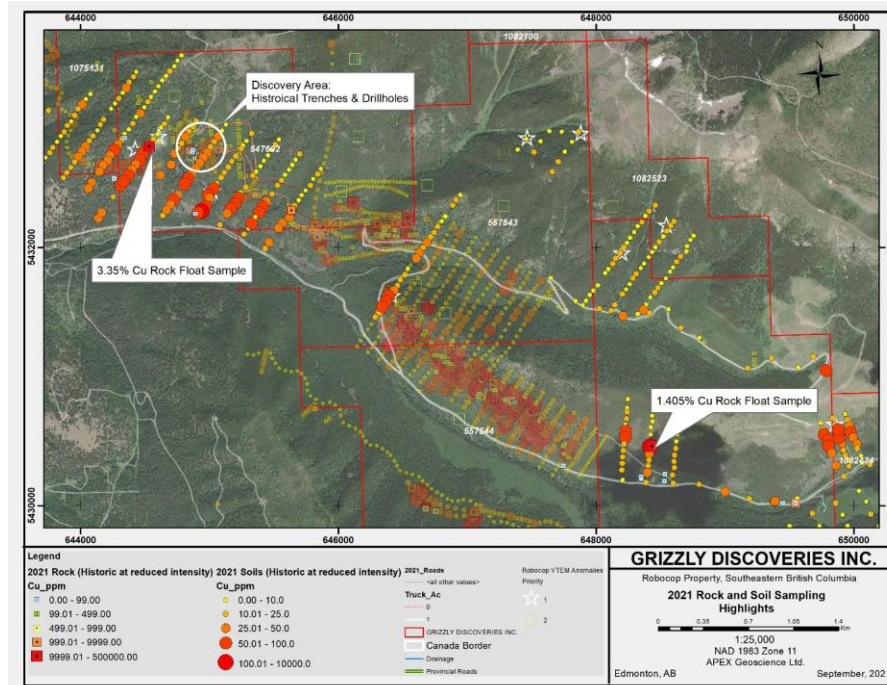 644000
646000
648000
650000
1082100
1075131
Discovery Area:
Histroical Trenches & Drillholes
N
547692
1082523
557543
5432000
5432000
3.35% Cu Rock Float Sample
1.405% Cu Rock Float Sample
557544
1082434
5430000
5430000
644000
646000
648000
650000
Legend
2021 Rock (Historic at reduced intensity)
Cu_ppm
0.00 - 99.00
99.01 - 499.00
499.01 - 999.00
999.01 - 9999.00
9999.01 - 500000.00
2021 Soils (Historic at reduced intensity)
Cu_ppm
0.00 - 10.0
10.01 - 25.0
25.01 - 50.0
50.01 - 100.0
100.01 - 10000.0
2021_Roads
<all other values>
Truck_Ac
0
1
GRIZZLY DISCOVERIES INC
Canada Border
Drainage
Provincial Roads
Robocop VTEM Anomalies
Priority
1
2
GRIZZLY DISCOVERIES INC.
Robocop Property, Southeastern British Columbia
2021 Rock and Soil Sampling
Highlights
0 0.35 0.7 1.05 1.4
Km
1:25,000
NAD 1983 Zone 11
APEX Geoscience Ltd.
Edmonton, AB
September, 202